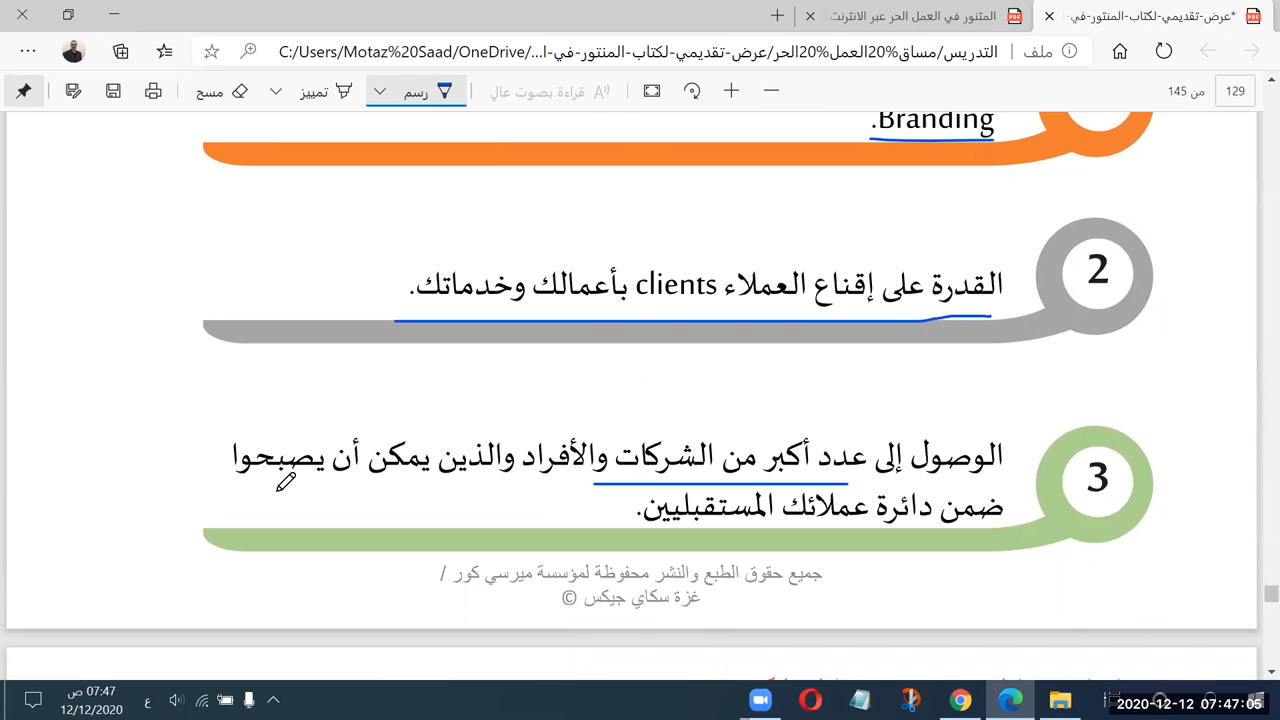 *عرض-تقديمي-لكتاب-المنتور-في-ا
المتنور في العمل الحر عبر الانترنت
ملف
C:/Users/Motaz%20Saad/OneDrive/التدريس/مساق%20العمل%20الحر/عرض-تقديمي-لكتاب-المنتور-في-ا...
129 من 145
قراءة بصوت عالٍ
رسم
تمييز
مسح
Branding.
2
القدرة على إقناع العملاء clients بأعمالك وخدماتك.
3
الوصول إلى عدد أكبر من الشركات والأفراد والذين يمكن أن يصبحوا
ضمن دائرة عملائك المستقبليين.
جميع حقوق الطبع والنشر محفوظة لمؤسسة ميرسي كور /
غزة سكاي جيكس ©
07:47 ص
12/12/2020
ع
2020-12-12 07:47:05